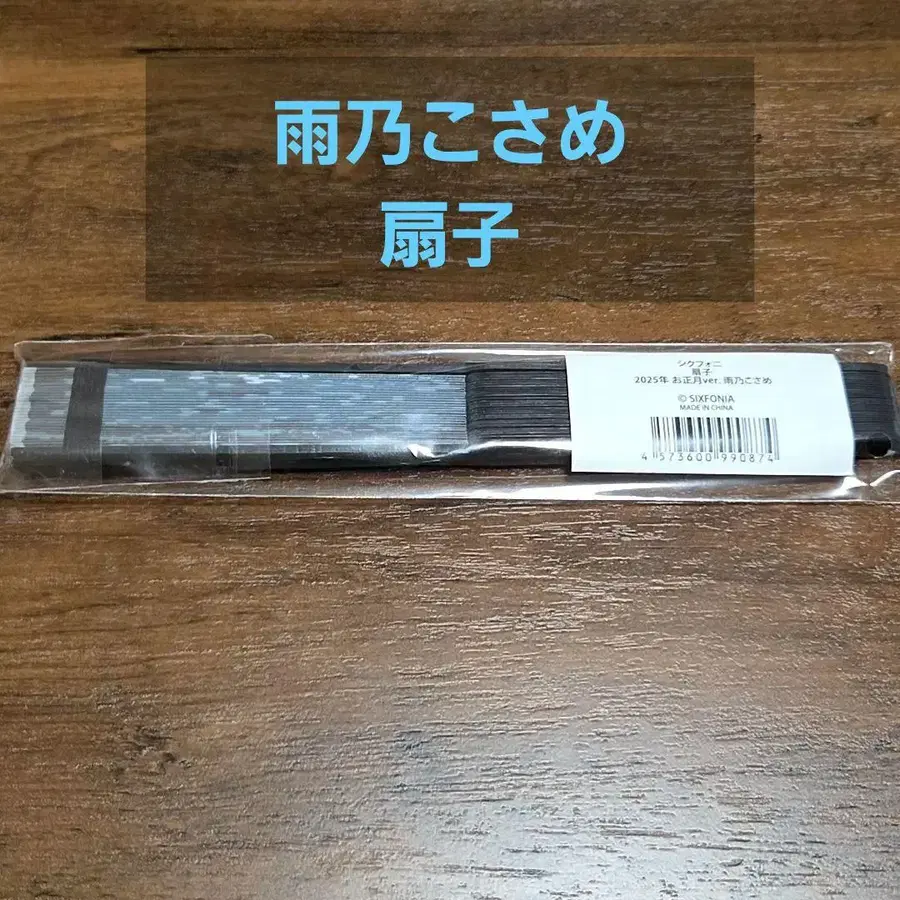 雨乃こさめ
扇子
シクフォニ
扇子
2025年 お正月ver. 雨乃こさめ
© SIXFONIA
MADE IN CHINA
4 573600 990874